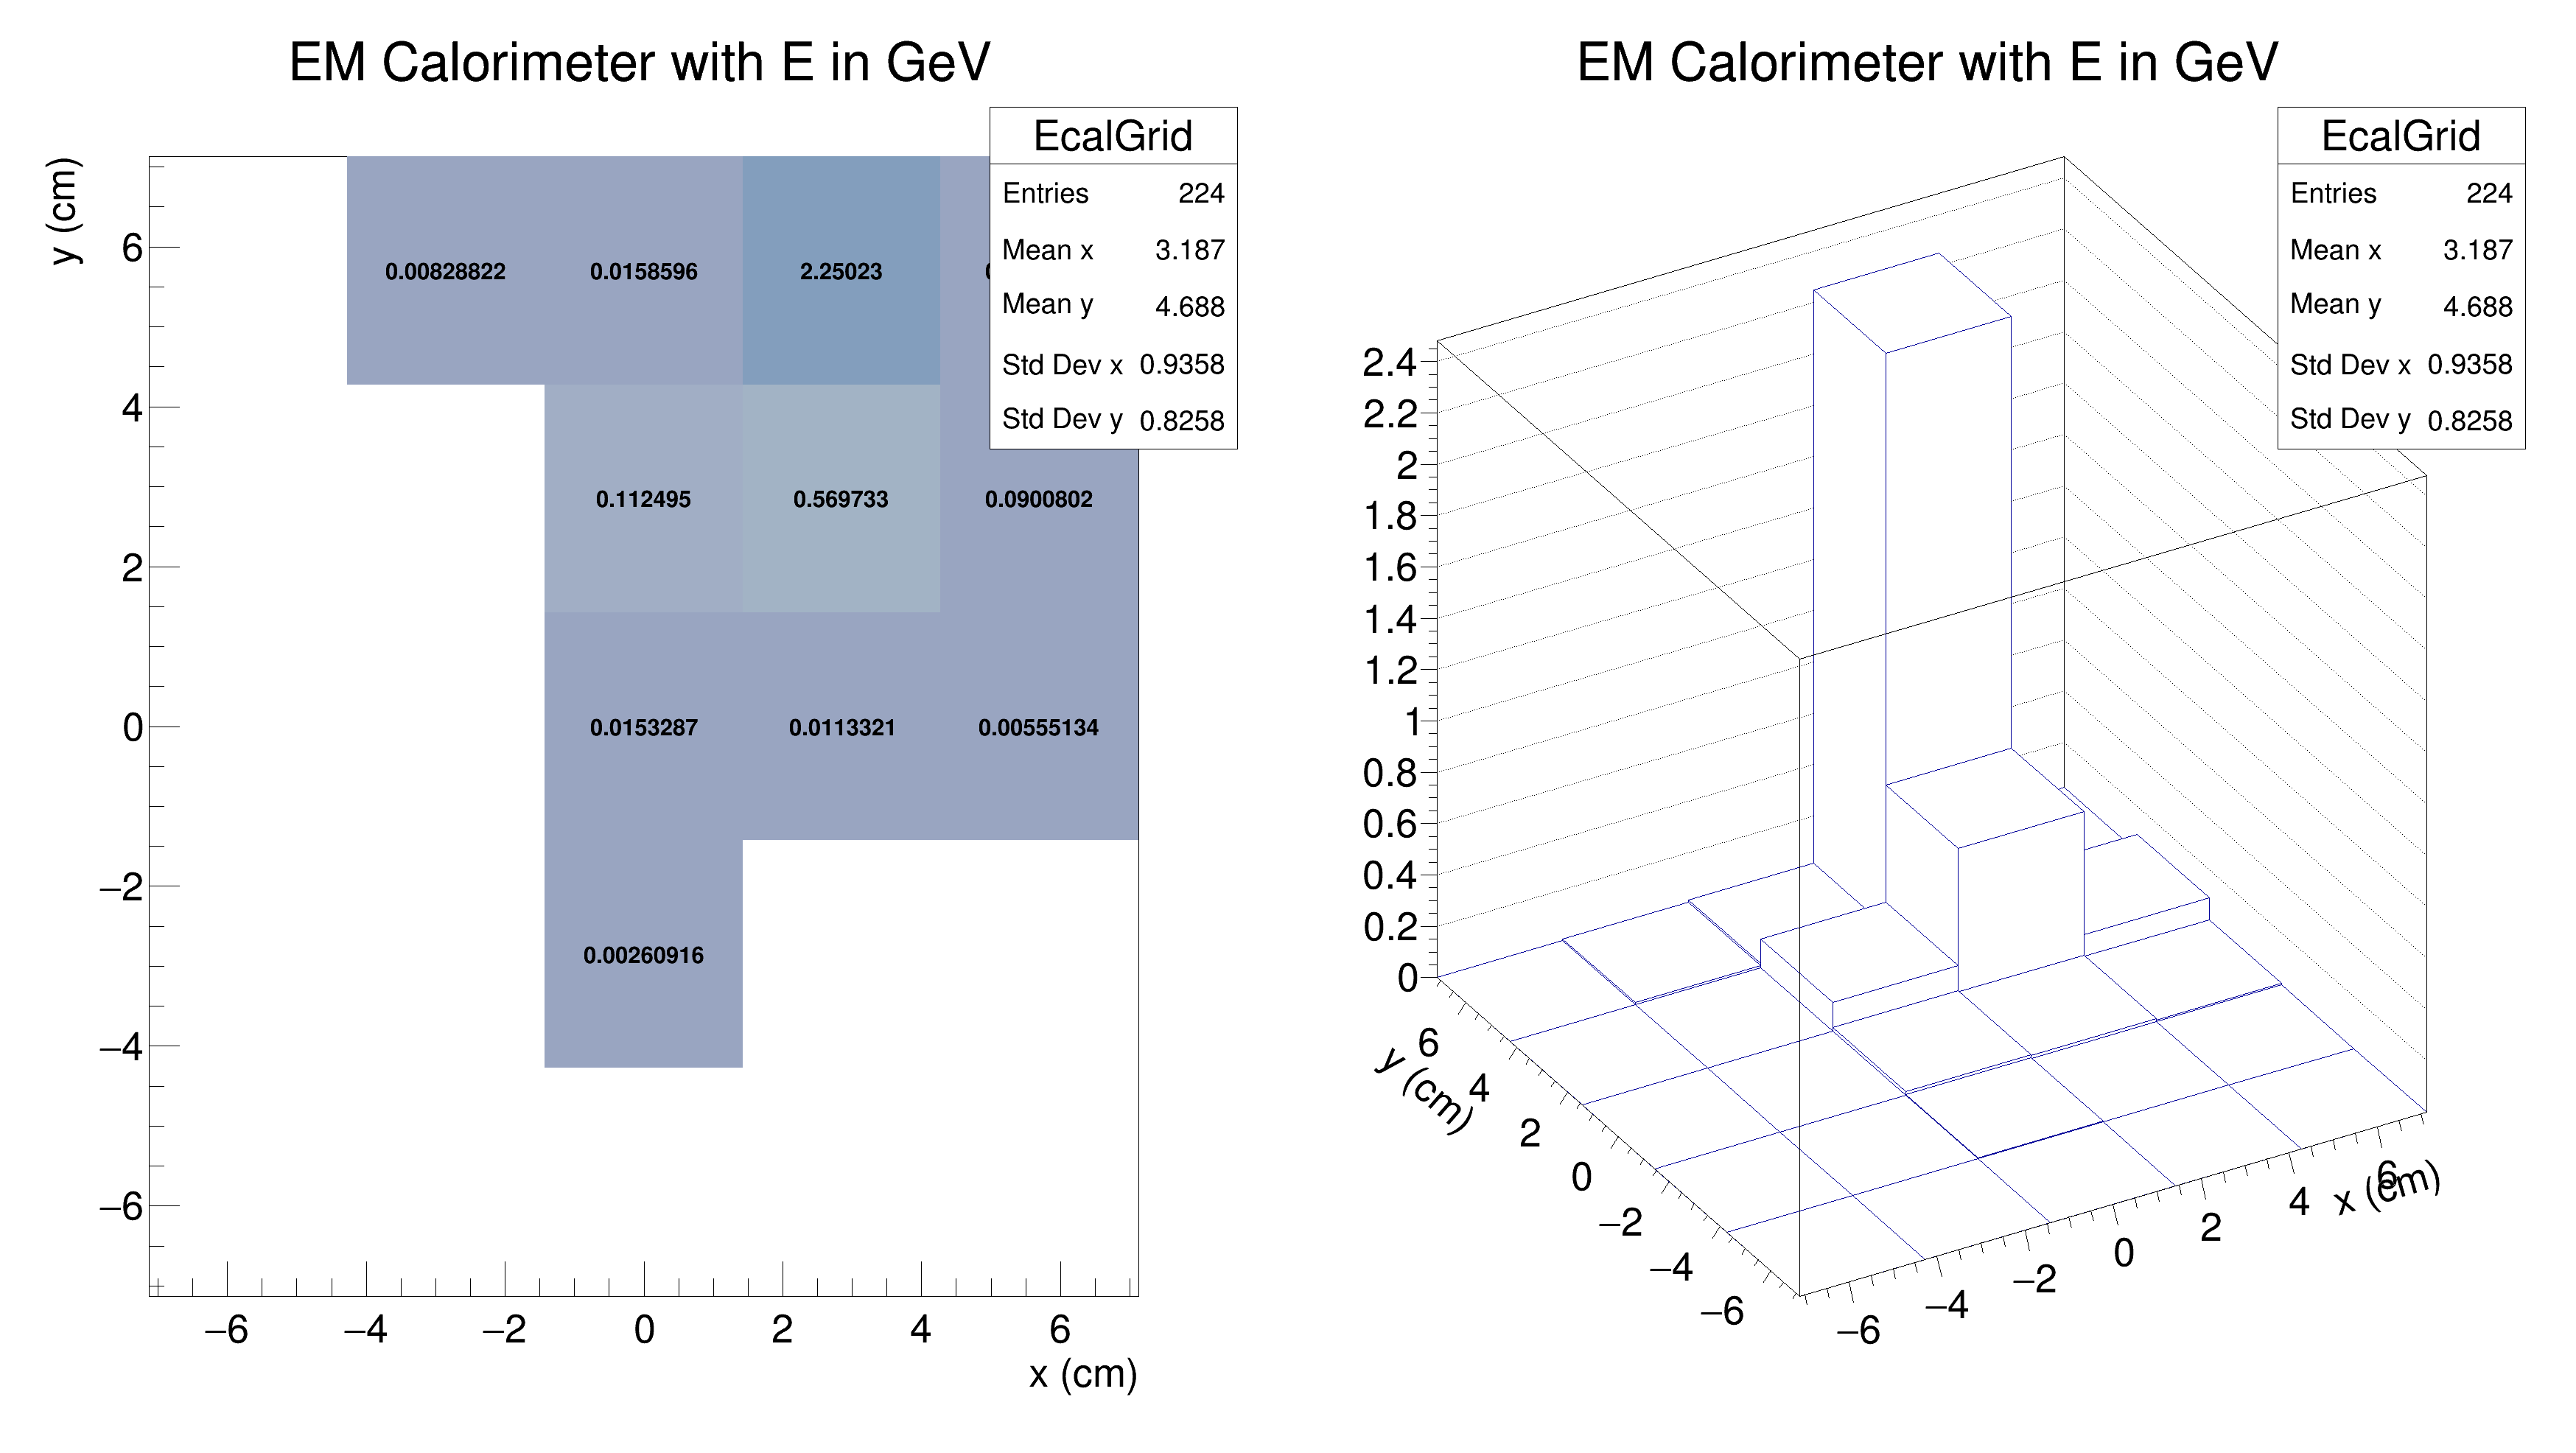 EM Calorimeter with E in GeV
EcalGrid
Entries 224
Mean x 3.187
Mean y 4.688
Std Dev x 0.9358
Std Dev y 0.8258
y (cm)
6
4
2
0
−2
−4
−6
0.00828822 0.0158596 2.25023
0.112495 0.569733 0.0900802
0.0153287 0.0113321 0.00555134
0.00260916
−6 −4 −2 0 2 4 6
x (cm)
EM Calorimeter with E in GeV
EcalGrid
Entries 224
Mean x 3.187
Mean y 4.688
Std Dev x 0.9358
Std Dev y 0.8258
2.4
2.2
2
1.8
1.6
1.4
1.2
1
0.8
0.6
0.4
0.2
0
y (cm)
6
4
2
0
−2
−4
−6
−6 −4 −2 0 2 4 6
x (cm)